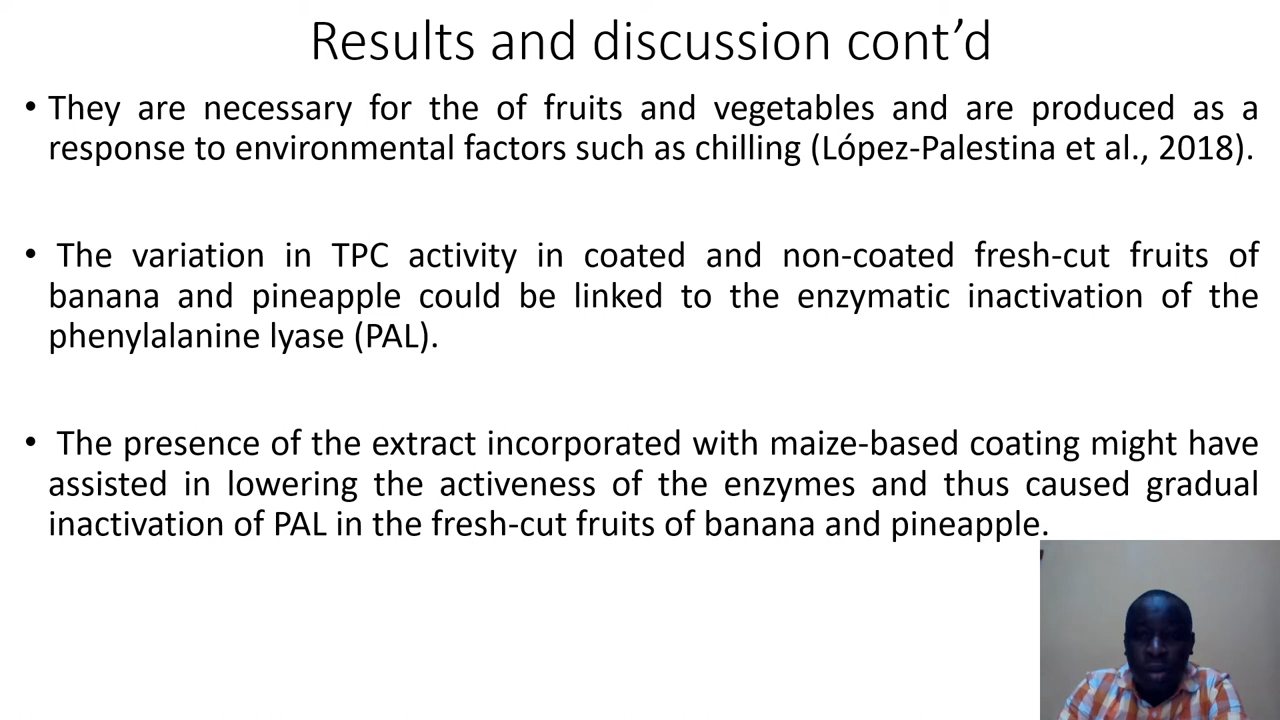 Results and discussion cont’d
• They are necessary for the of fruits and vegetables and are produced as a
response to environmental factors such as chilling (López-Palestina et al., 2018).
• The variation in TPC activity in coated and non-coated fresh-cut fruits of
banana and pineapple could be linked to the enzymatic inactivation of the
phenylalanine lyase (PAL).
• The presence of the extract incorporated with maize-based coating might have
assisted in lowering the activeness of the enzymes and thus caused gradual
inactivation of PAL in the fresh-cut fruits of banana and pineapple.